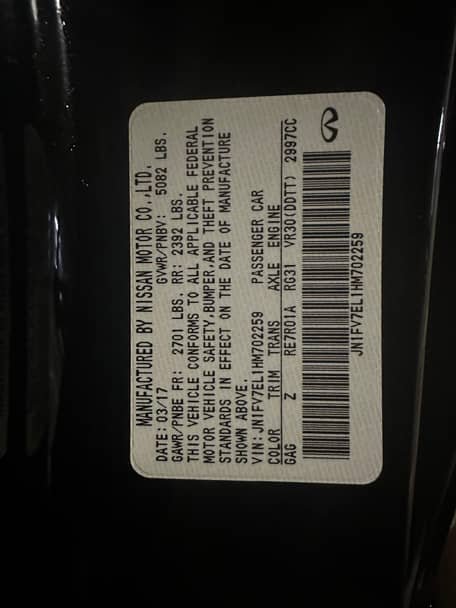 MANUFACTURED BY NISSAN MOTOR CO.,LTD.
DATE: 03/17 GVWR/PNBV: 5082 LBS.
GAWR/PNBE FR: 2701 LBS. RR: 2392 LBS.
THIS VEHICLE CONFORMS TO ALL APPLICABLE FEDERAL
MOTOR VEHICLE SAFETY,BUMPER,AND THEFT PREVENTION
STANDARDS IN EFFECT ON THE DATE OF MANUFACTURE
SHOWN ABOVE.
VIN:JN1FV7EL1HM702259 PASSENGER CAR
COLOR TRIM TRANS AXLE ENGINE
GAG Z RE7R01A RG31 VR30(DDTT) 2997CC
JN1FV7EL1HM702259